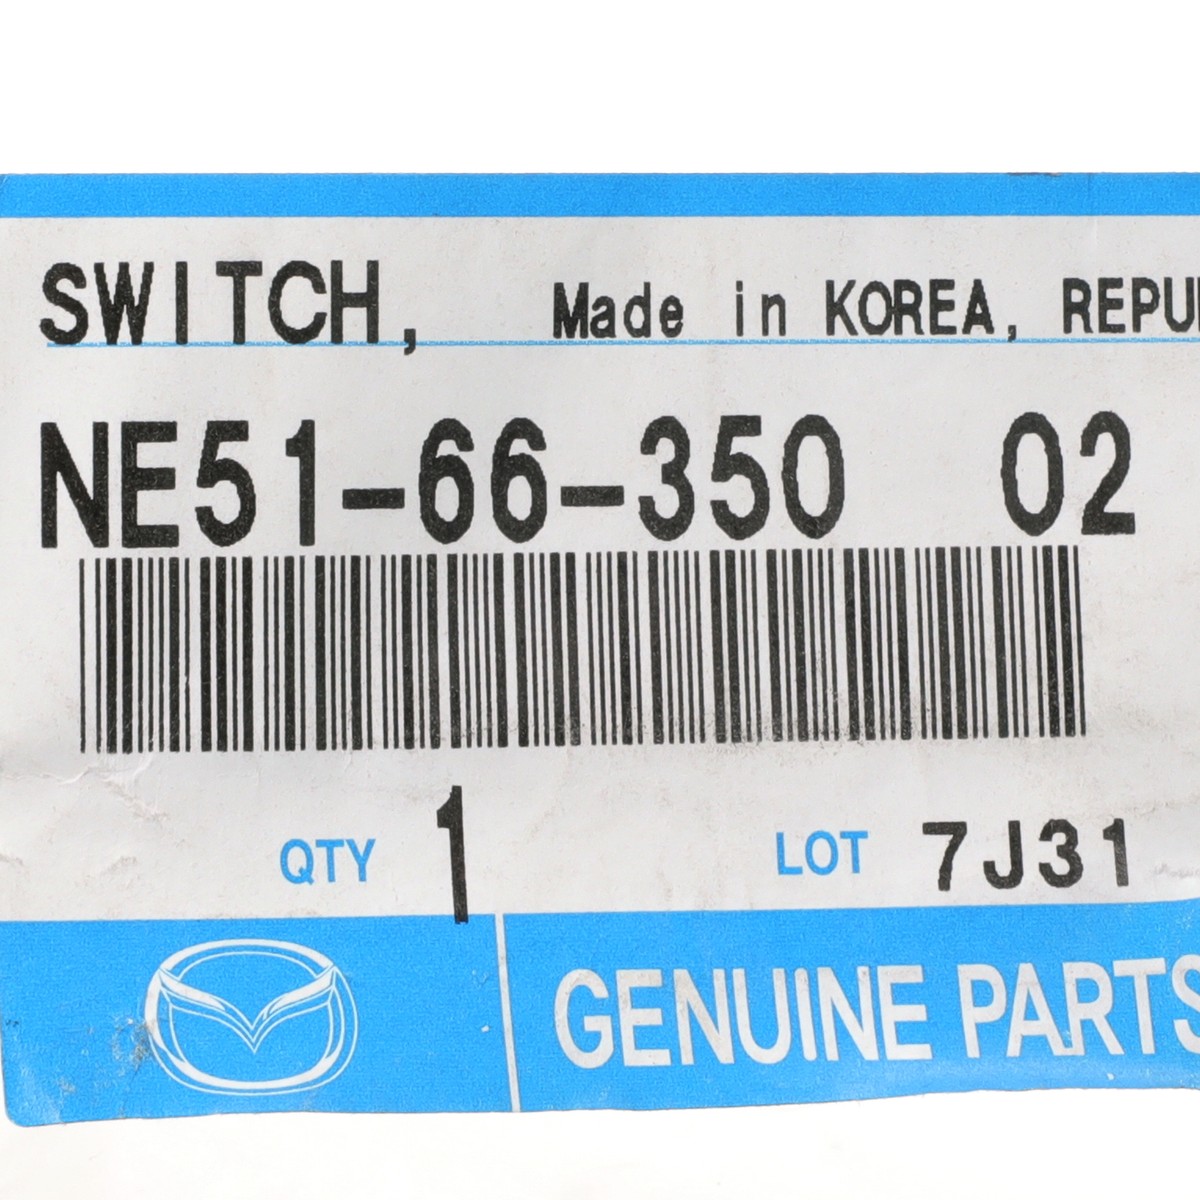 SWITCH, Made in KOREA, REPU
NE51-66-350 02
QTY 1 LOT 7J31
GENUINE PARTS